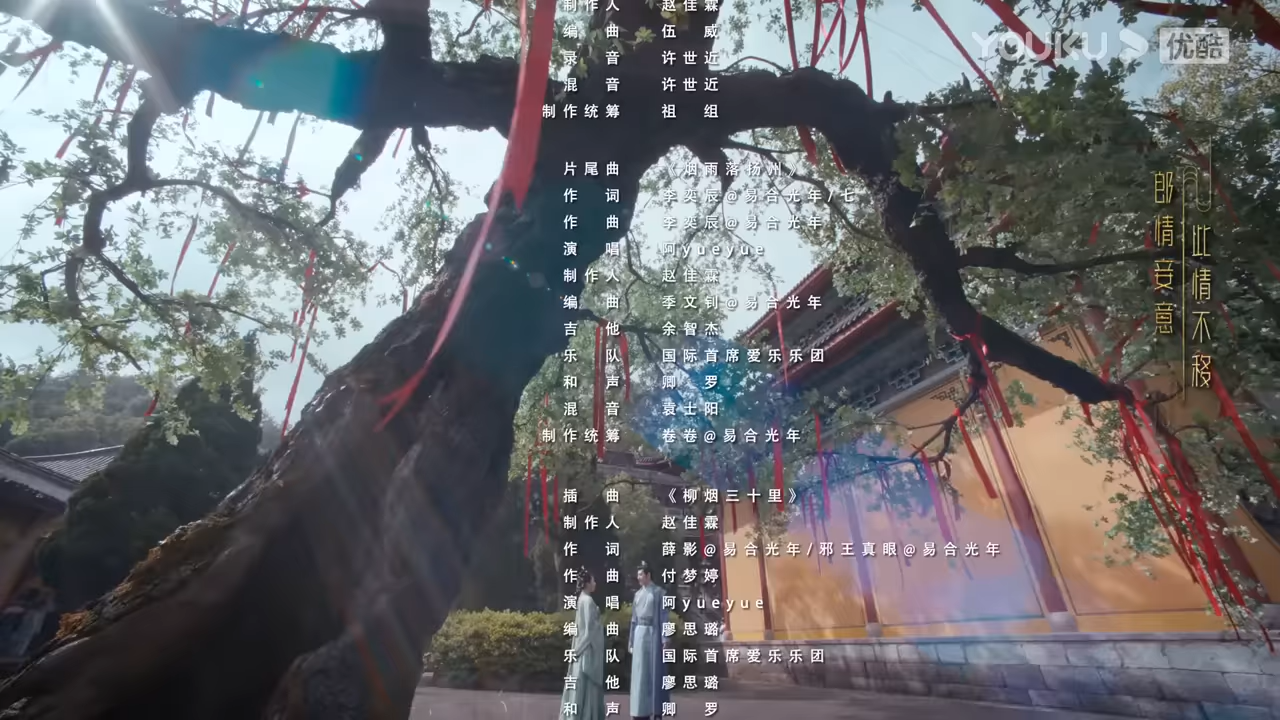 制作人 赵佳霖
编曲 伍威
录音 许世近
混音 许世近
制作统筹 祖组
片尾曲 《烟雨落扬州》
作词 李奕辰@易合光年/七
作曲 李奕辰@易合光年
演唱 阿yueyue
制作人 赵佳霖
编曲 季文钊@易合光年
吉他 余智杰
乐队 国际首席爱乐乐团
和声 卿罗
混音 袁士阳
制作统筹 卷卷@易合光年
插曲 《柳烟三十里》
制作人 赵佳霖
作词 薛影@易合光年/邪王真眼@易合光年
作曲 付梦婷
演唱 阿yueyue
编曲 廖思璐
乐队 国际首席爱乐乐团
吉他 廖思璐
和声 卿罗
YOUKU 优酷
此情不移
郎情妾意